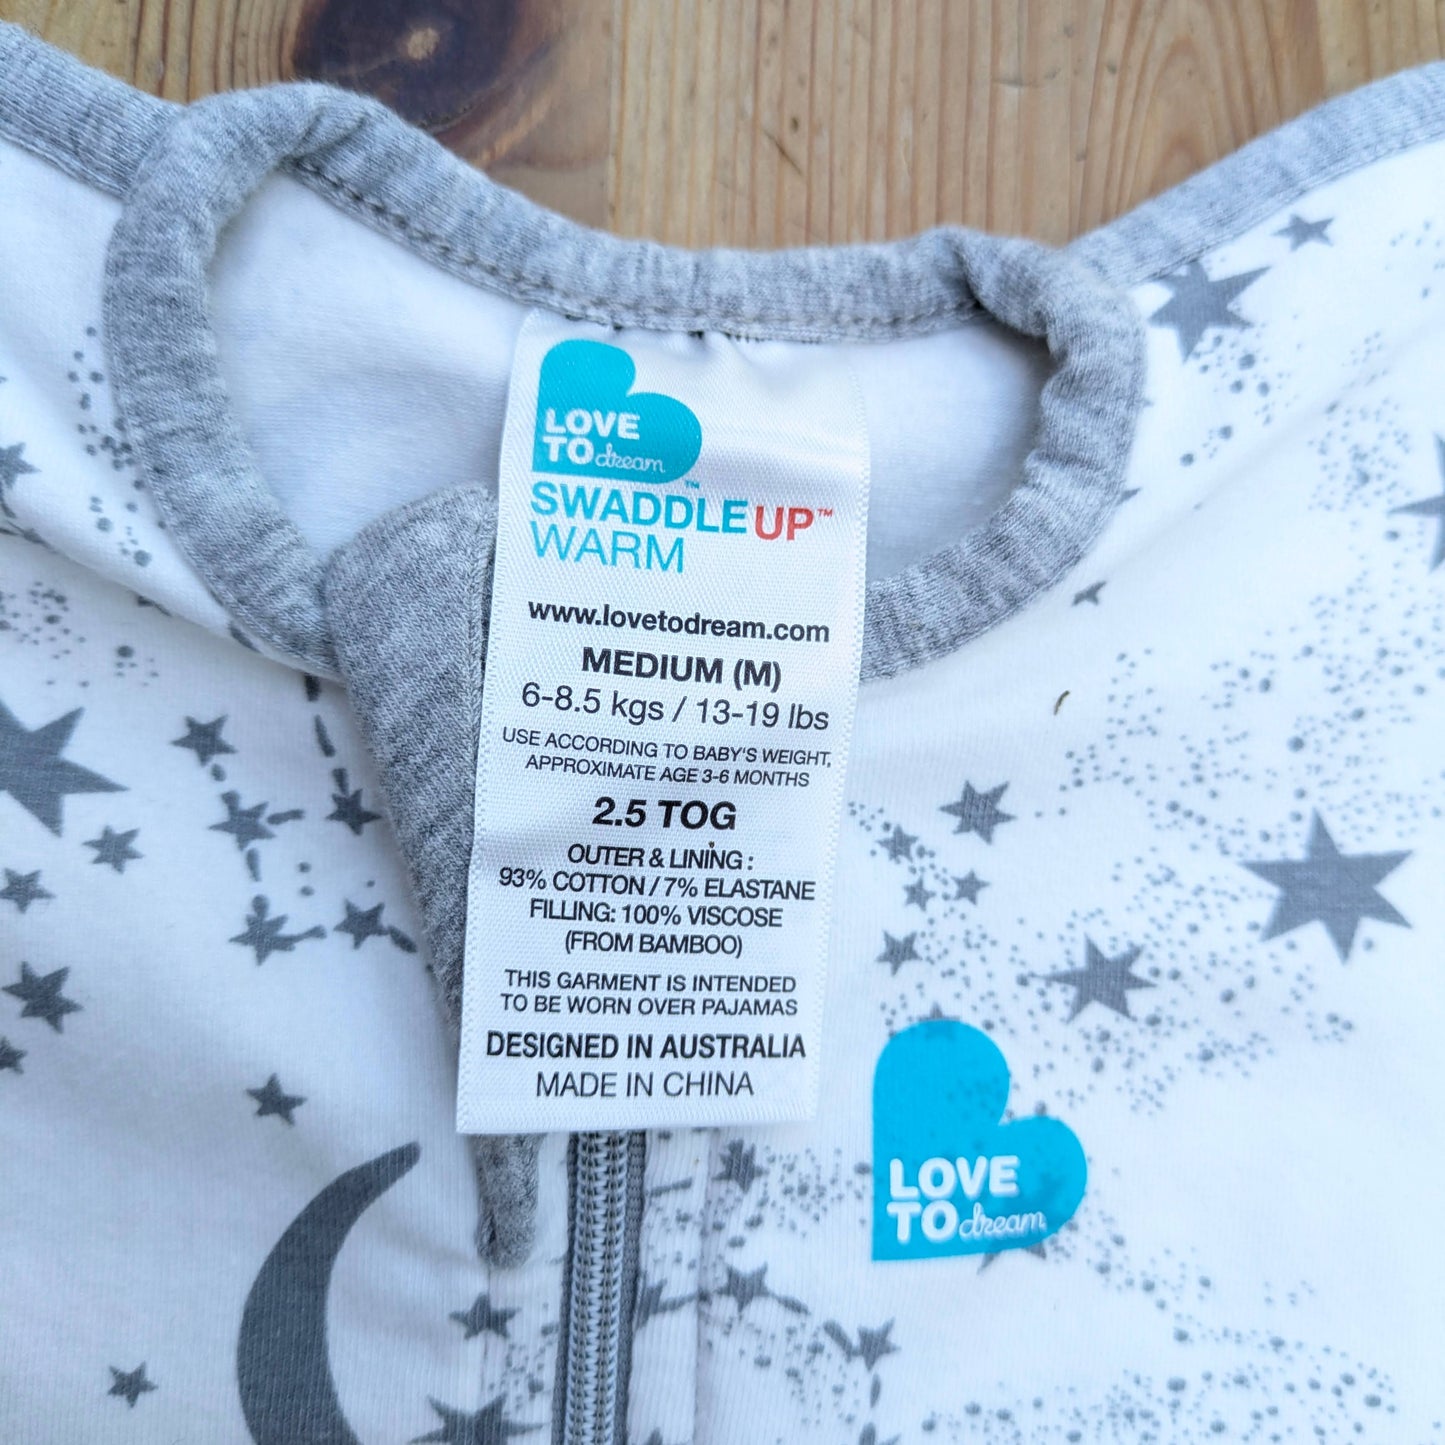 LOVE
TO dream™
SWADDLE UP™
WARM
www.lovetodream.com
MEDIUM (M)
6-8.5 kgs / 13-19 lbs
USE ACCORDING TO BABY'S WEIGHT,
APPROXIMATE AGE 3-6 MONTHS
2.5 TOG
OUTER & LINING :
93% COTTON / 7% ELASTANE
FILLING: 100% VISCOSE
(FROM BAMBOO)
THIS GARMENT IS INTENDED
TO BE WORN OVER PAJAMAS
DESIGNED IN AUSTRALIA
MADE IN CHINA
LOVE
TO dream